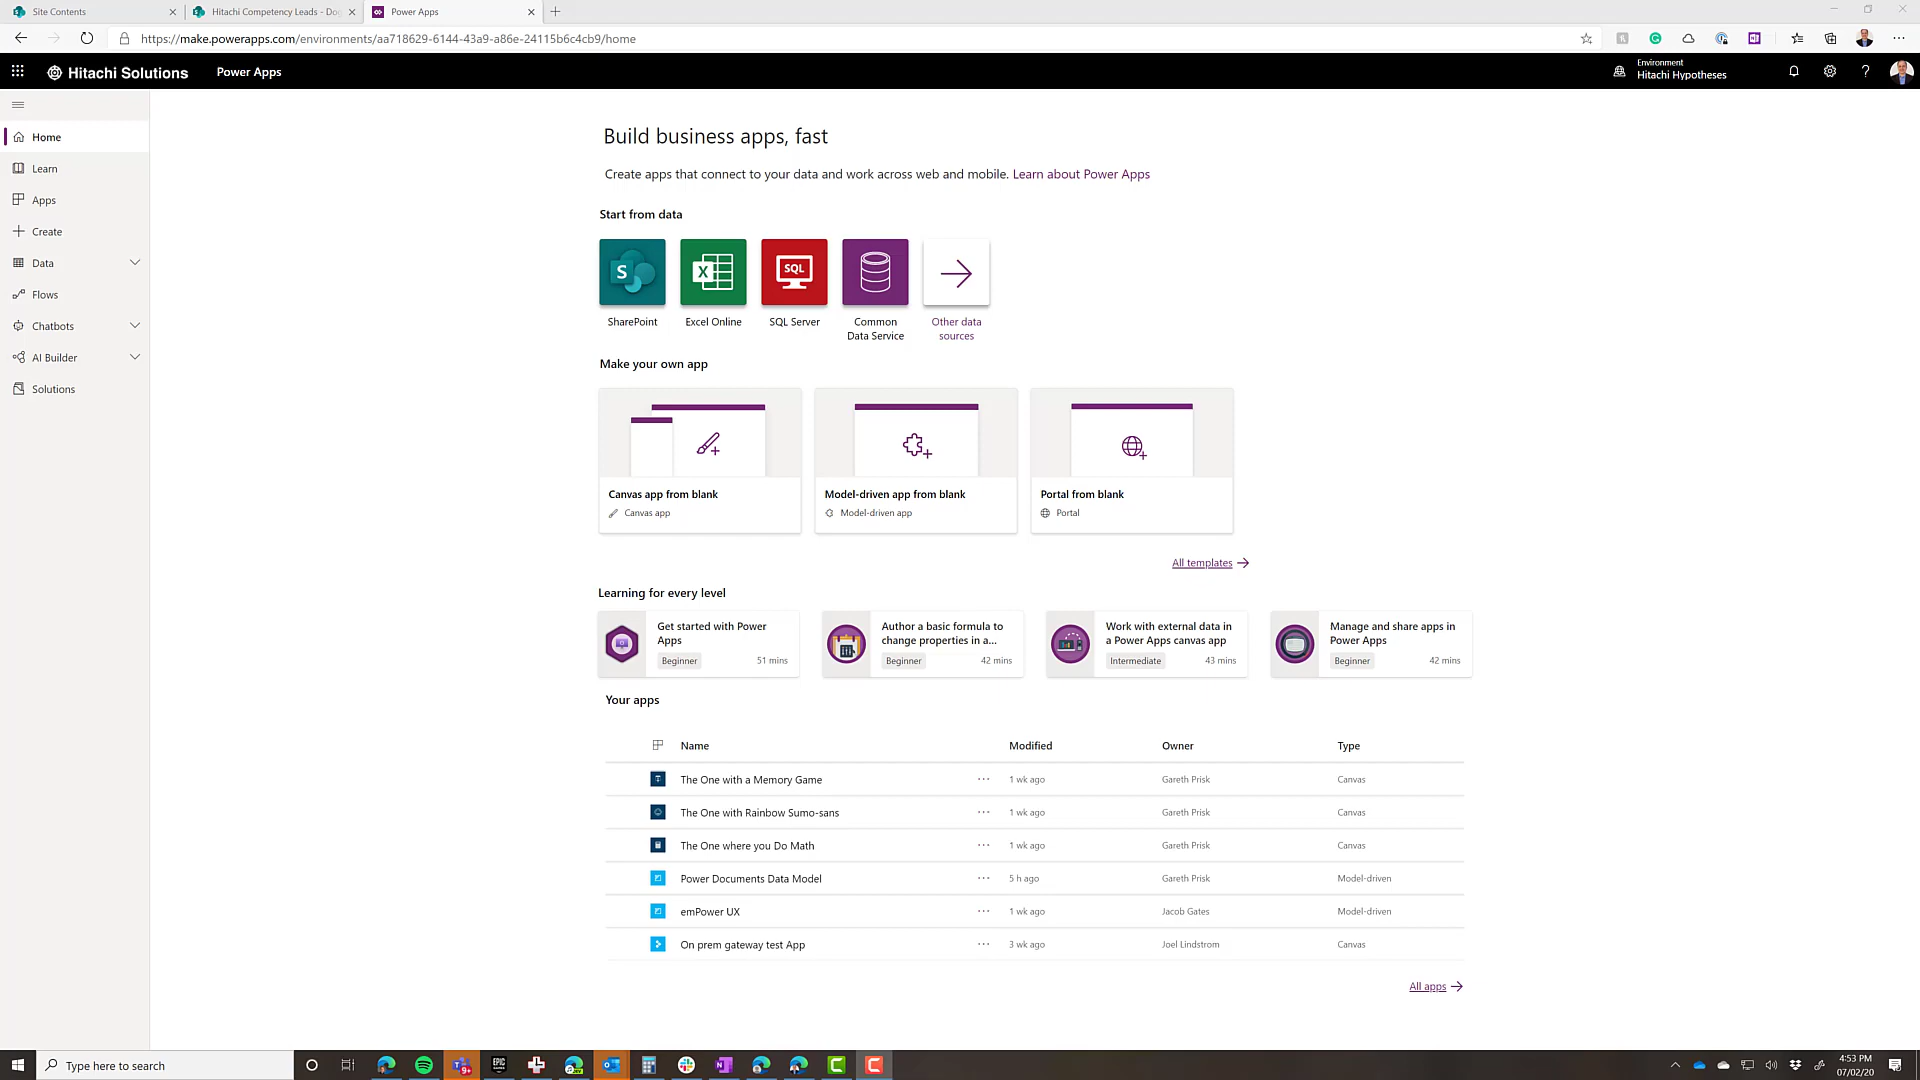 Site Contents
Hitachi Competency Leads - Do
Power Apps
https://make.powerapps.com/environments/aa718629-6144-43a9-a86e-24115b6c4cb9/home
Hitachi Solutions
Power Apps
Environment
Hitachi Hypotheses
Home
Learn
Apps
Create
Data
Flows
Chatbots
AI Builder
Solutions
Build business apps, fast
Create apps that connect to your data and work across web and mobile. Learn about Power Apps
Start from data
S
X
SQL
SharePoint
Excel Online
SQL Server
Common
Data Service
Other data
sources
Make your own app
Canvas app from blank
Canvas app
Model-driven app from blank
Model-driven app
Portal from blank
Portal
All templates
Learning for every level
Get started with Power
Apps
Beginner 51 mins
Author a basic formula to
change properties in a...
Beginner 42 mins
Work with external data in
a Power Apps canvas app
Intermediate 43 mins
Manage and share apps in
Power Apps
Beginner 42 mins
Your apps
Name Modified Owner Type
The One with a Memory Game ... 1 wk ago Gareth Prisk Canvas
The One with Rainbow Sumo-sans ... 1 wk ago Gareth Prisk Canvas
The One where you Do Math ... 1 wk ago Gareth Prisk Canvas
Power Documents Data Model ... 5 h ago Gareth Prisk Model-driven
emPower UX ... 1 wk ago Jacob Gates Model-driven
On prem gateway test App ... 3 wk ago Joel Lindstrom Canvas
All apps
Type here to search
9+
EPIC
4:53 PM
07/02/20